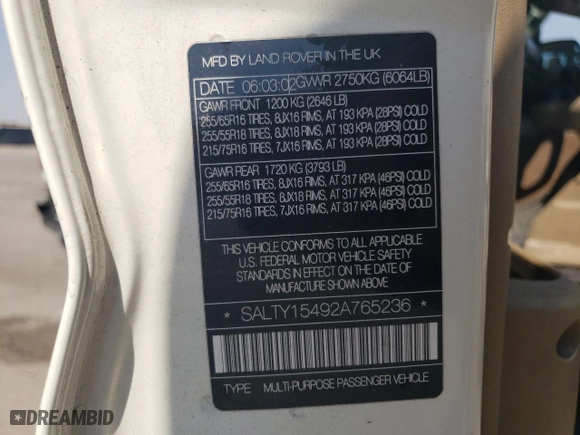 MFD BY LAND ROVER IN THE UK
DATE 06:03:02 GVWR 2750KG (6064LB)
GAWR FRONT 1200 KG (2646 LB)
255/65R16 TIRES, 8JX16 RIMS, AT 193 KPA (28PSI) COLD
255/55R18 TIRES, 8JX18 RIMS, AT 193 KPA (28PSI) COLD
215/75R16 TIRES, 7JX16 RIMS, AT 193 KPA (28PSI) COLD
GAWR REAR 1720 KG (3793 LB)
255/65R16 TIRES, 8JX16 RIMS, AT 317 KPA (46PSI) COLD
255/55R18 TIRES, 8JX18 RIMS, AT 317 KPA (46PSI) COLD
215/75R16 TIRES, 7JX16 RIMS, AT 317 KPA (46PSI) COLD
THIS VEHICLE CONFORMS TO ALL APPLICABLE
U.S. FEDERAL MOTOR VEHICLE SAFETY
STANDARDS IN EFFECT ON THE DATE OF
MANUFACTURE SHOWN ABOVE
* SALTY15492A765236 *
TYPE MULTI-PURPOSE PASSENGER VEHICLE
DREAMBID